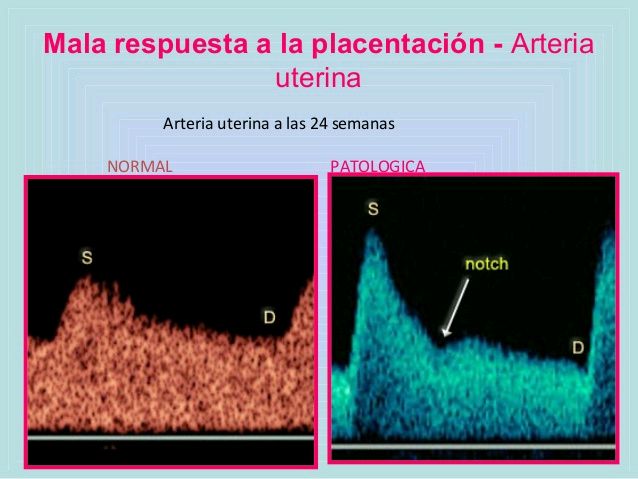 Mala respuesta a la placentación - Arteria
uterina
Arteria uterina a las 24 semanas
NORMAL
PATOLOGICA
S
D
S
notch
D